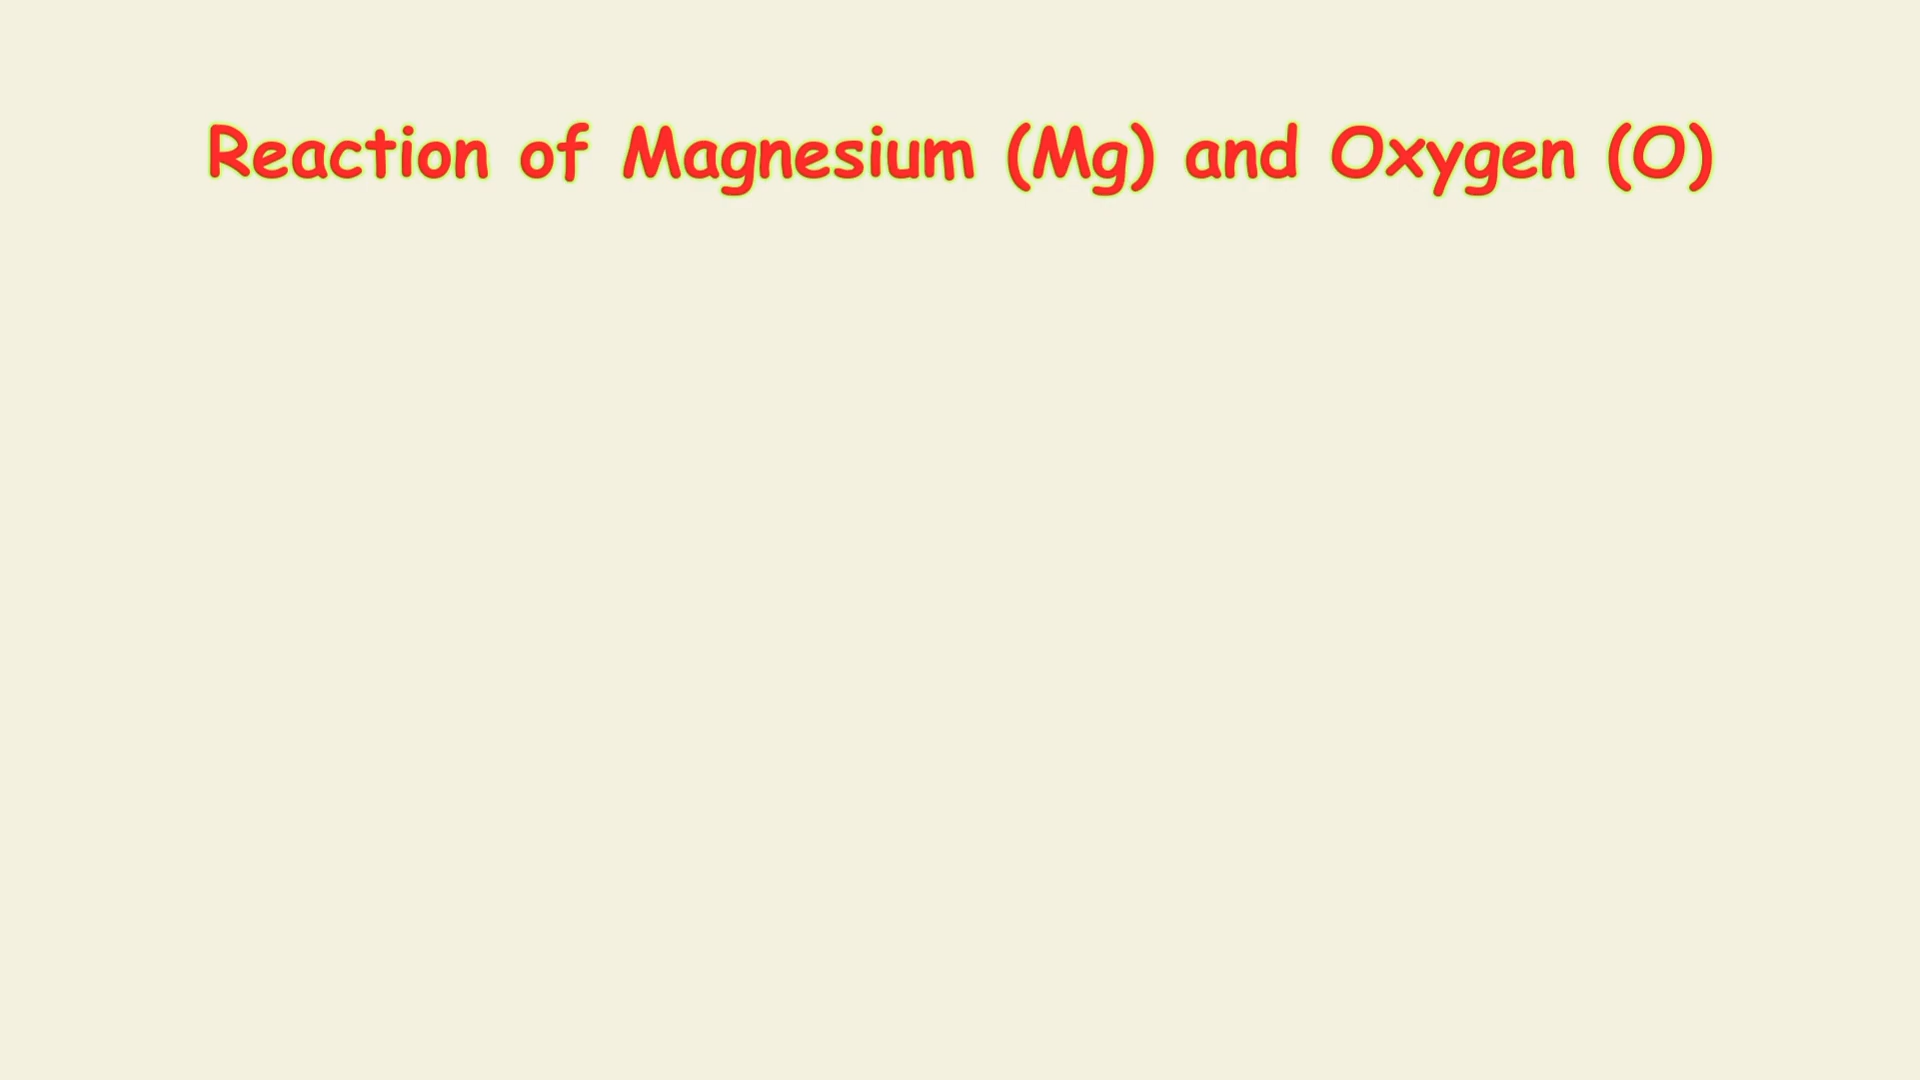 Reaction of Magnesium (Mg) and Oxygen (O)